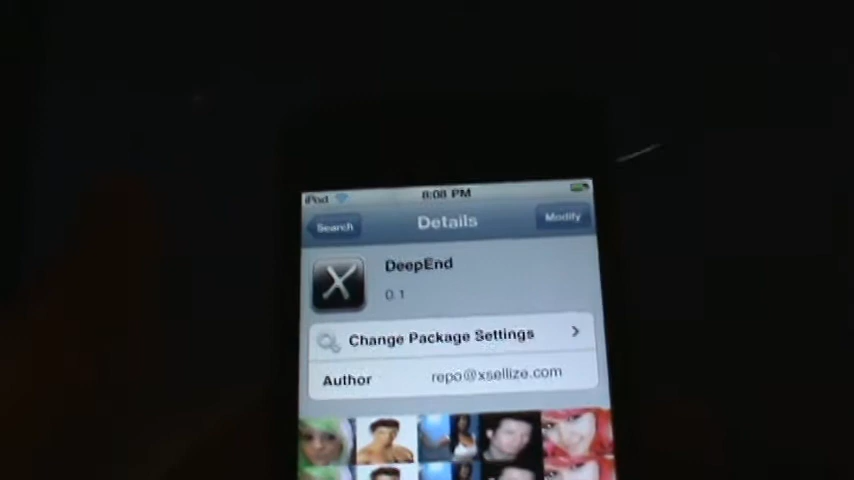 iPod 8:08 PM
Search Details Modify
DeepEnd
0.1
Change Package Settings
Author repo@xsellize.com